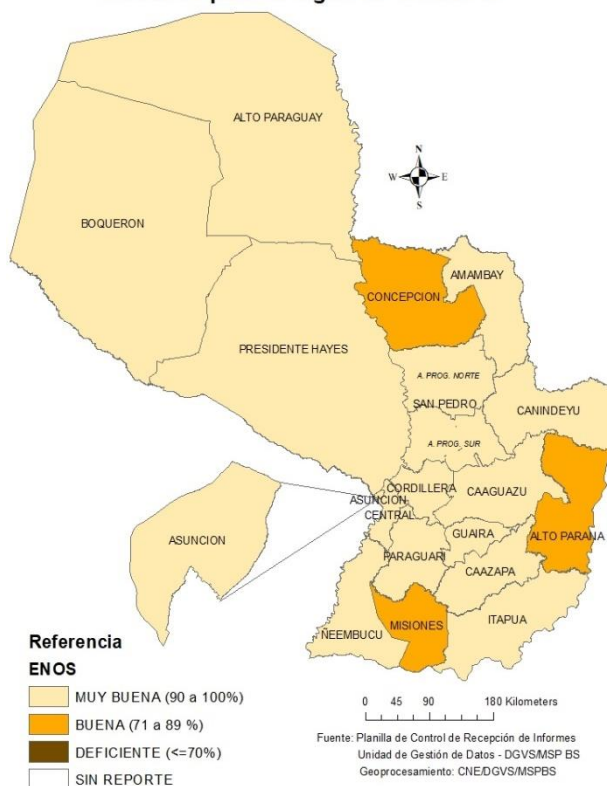 ALTO PARAGUAY
N
W E
S
BOQUERON
CONCEPCION
AMAMBAY
PRESIDENTE HAYES
A. PROG. NORTE
SAN PEDRO
CANINDEYU
A. PROG. SUR
CORDILLERA
CAAGUAZU
ASUNCION
CENTRAL
ASUNCION
GUAIRA
ALTO PARANA
PARAGUARI
CAAZAPA
ÑEEMBUCU
MISIONES
ITAPUA
Referencia
ENOS
MUY BUENA (90 a 100%)
BUENA (71 a 89 %)
DEFICIENTE (<=70%)
SIN REPORTE
0 45 90 180 Kilometers
Fuente: Planilla de Control de Recepción de Informes
Unidad de Gestión de Datos - DGVS/MSP BS
Geoprocesamiento: CNE/DGVS/MSPBS